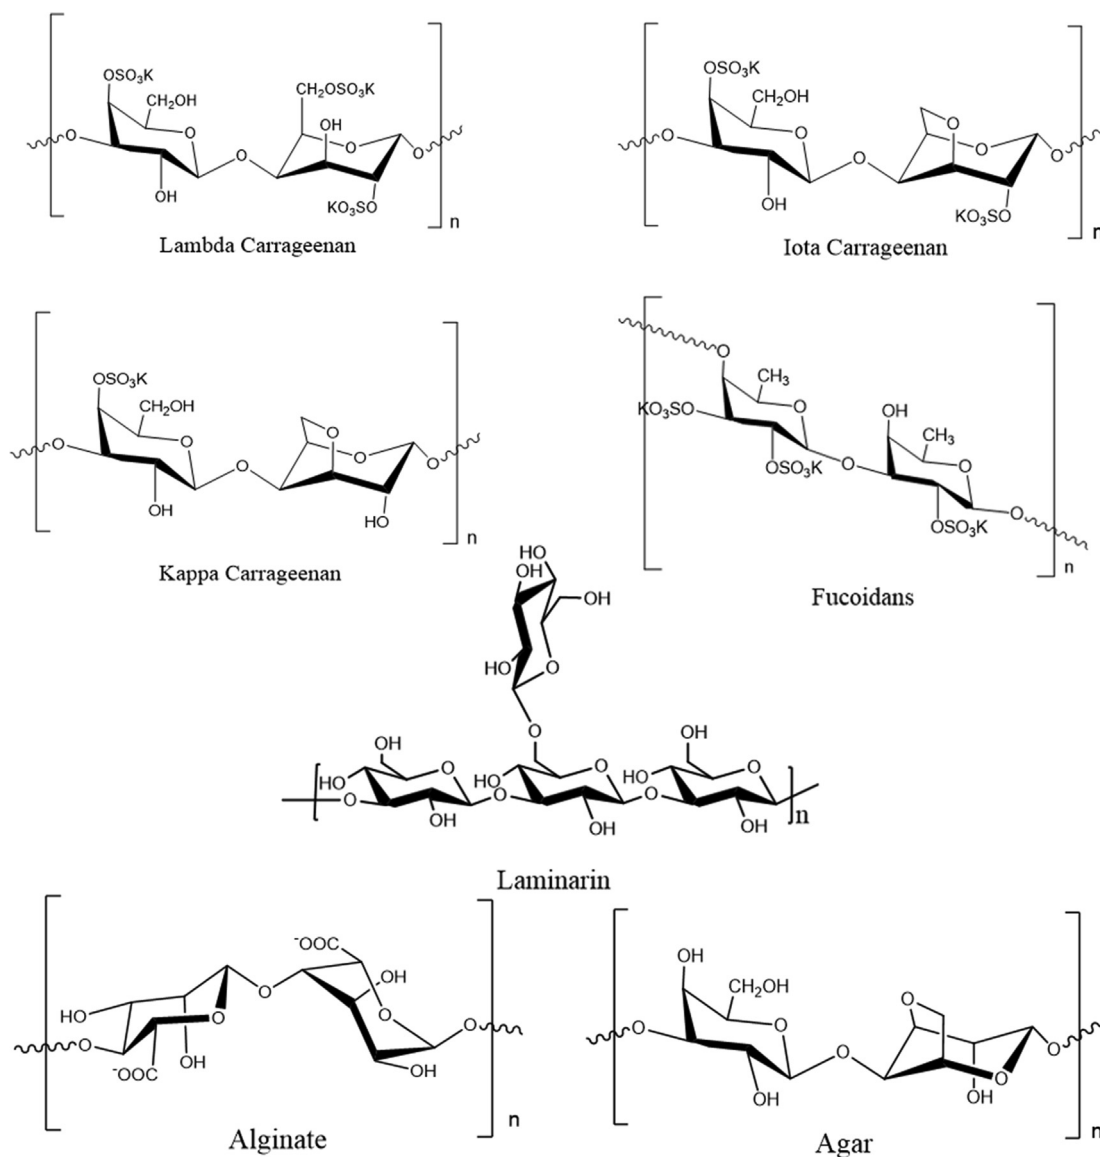 OSO₃K
CH₂OH
CH₂OSO₃K
OH
O
O
O
O
O
OH
KO₃SO
n
Lambda Carrageenan
OSO₃K
CH₂OH
O
O
O
O
O
O
OH
KO₃SO
n
Iota Carrageenan
OSO₃K
CH₂OH
O
O
O
O
O
O
OH
HO
n
Kappa Carrageenan
O
CH₃
KO₃SO
O
OH
CH₃
OSO₃K
O
O
OSO₃K
O
n
Fucoidans
HO
OH
OH
HO
O
O
OH
OH
O
O
O
HO
HO
HO
O
O
O
OH
OH
OH
n
Laminarin
⁻OOC
OH
O
HO
O
O
O
O
OH
⁻OOC
OH
n
Alginate
OH
CH₂OH
O
O
O
O
O
O
OH
OH
n
Agar